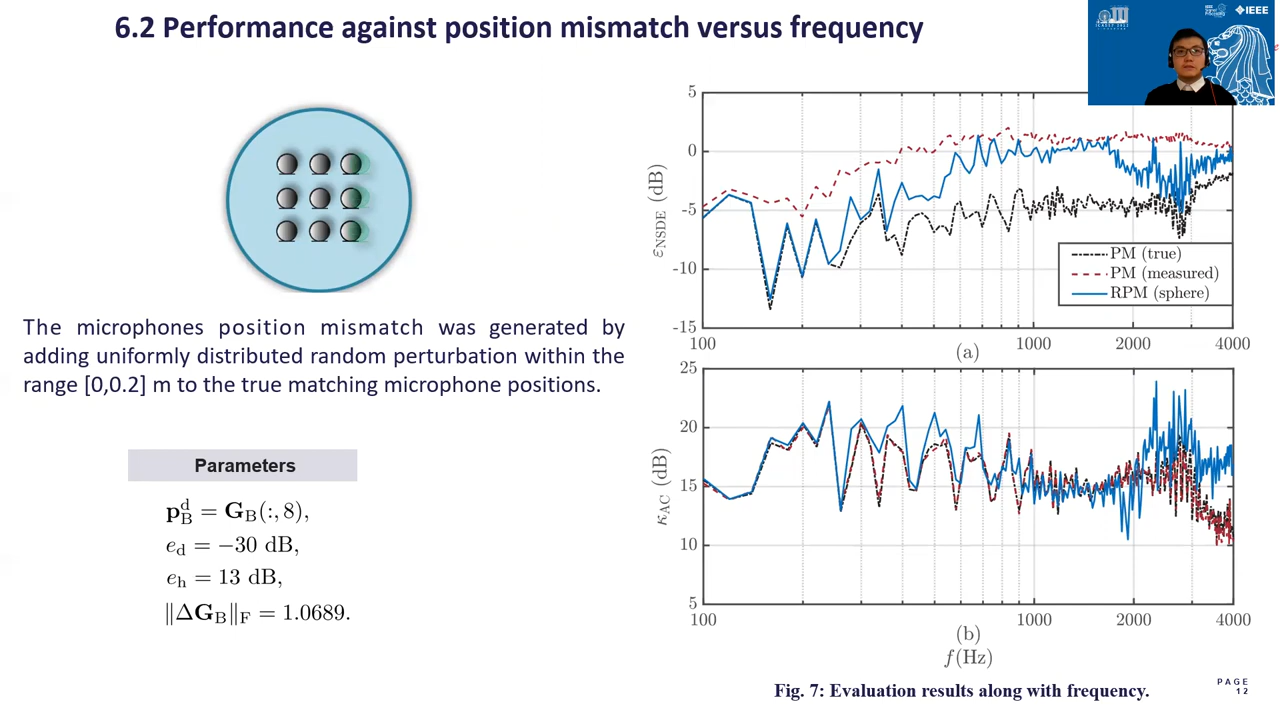 6.2 Performance against position mismatch versus frequency
IEEE
The microphones position mismatch was generated by
adding uniformly distributed random perturbation within the
range [0,0.2] m to the true matching microphone positions.
Parameters
p_B^d = G_B(:, 8),
e_d = −30 dB,
e_h = 13 dB,
∥ΔG_B∥_F = 1.0689.
5
0
-5
-10
-15
ε_NSDE (dB)
PM (true)
PM (measured)
RPM (sphere)
100 1000 2000 4000
(a)
25
20
15
10
5
κ_AC (dB)
100 1000 2000 4000
(b)
f(Hz)
Fig. 7: Evaluation results along with frequency.
PAGE
12